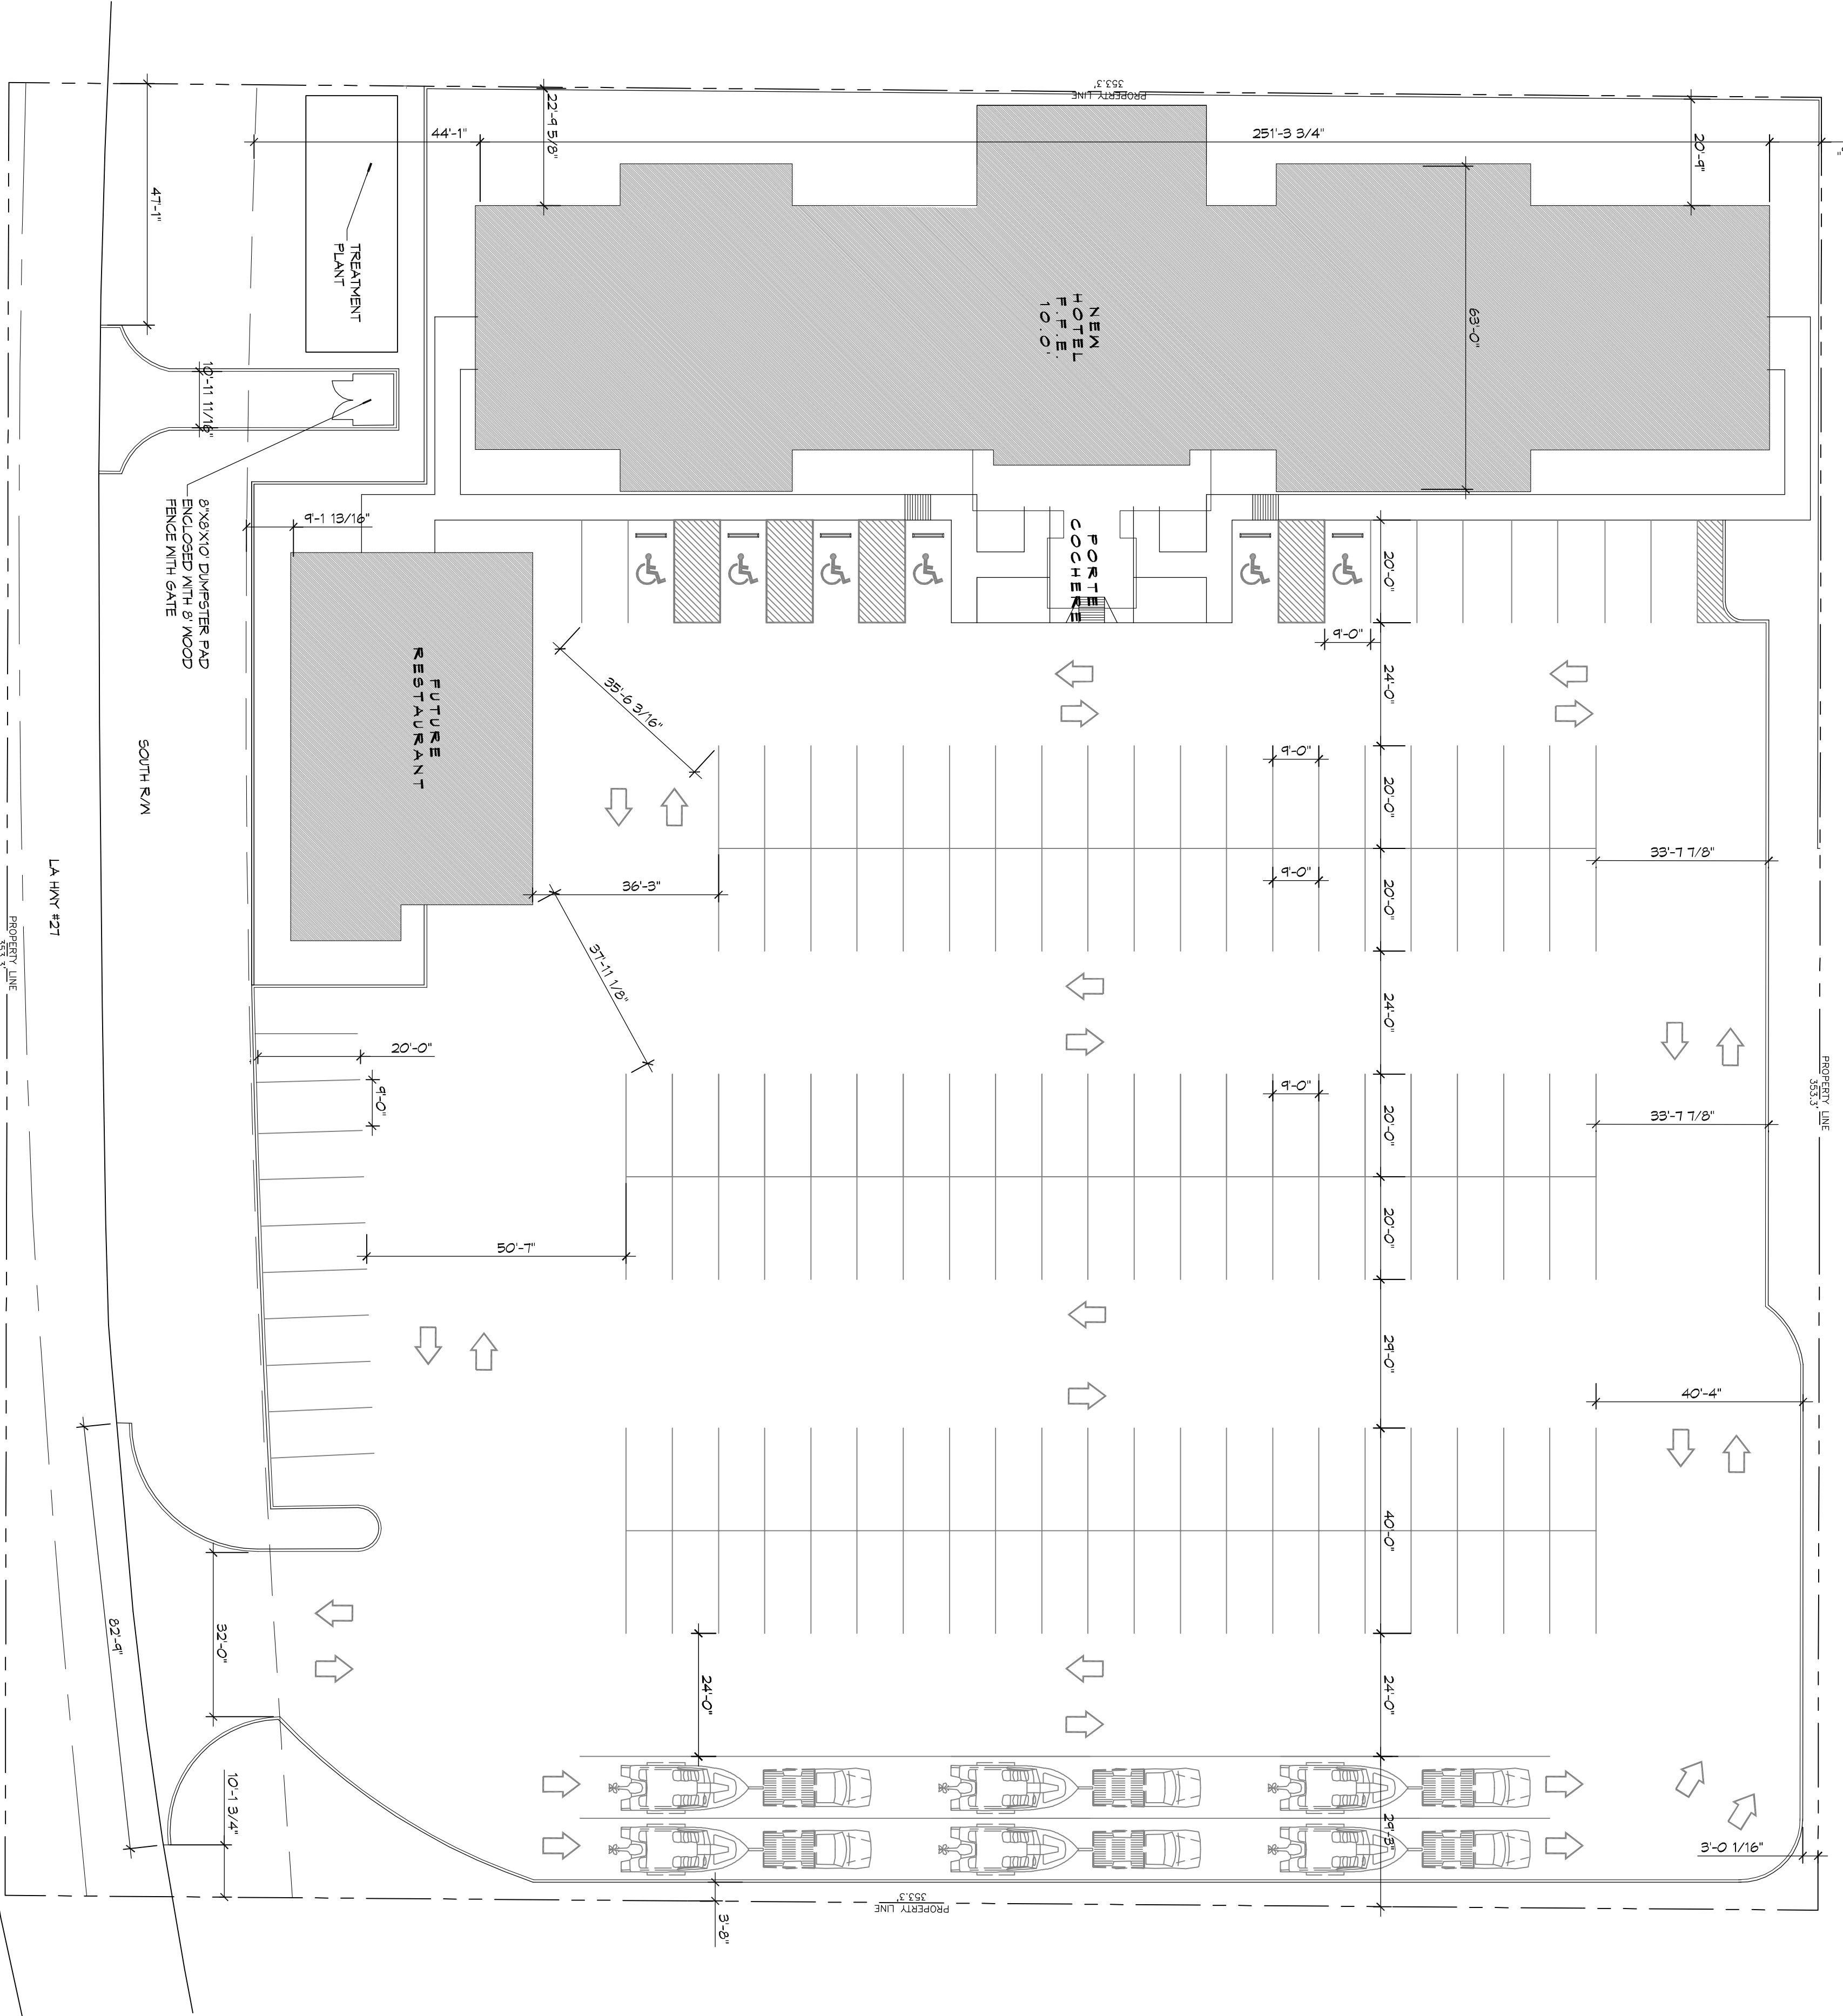 353.3'
PROPERTY LINE
22'-9 5/8"
44'-1"
251'-3 3/4"
20'-9"
47'-1"
TREATMENT
PLANT
NEW
HOTEL
F.F.E.
10.0'
63'-0"
10'-11 11/16"
8"X8'X10' DUMPSTER PAD
ENCLOSED WITH 8' WOOD
FENCE WITH GATE
9'-1 13/16"
PORTE
COCHERE
20'-0"
9'-0"
24'-0"
35'-6 3/16"
FUTURE
RESTAURANT
SOUTH R/W
9'-0"
20'-0"
33'-7 7/8"
LA HWY #27
36'-3"
9'-0"
20'-0"
PROPERTY LINE
353.3'
37'-11 1/8"
24'-0"
20'-0"
9'-0"
9'-0"
20'-0"
33'-7 7/8"
PROPERTY LINE
353.3'
50'-7"
20'-0"
29'-0"
40'-4"
40'-0"
82'-9"
32'-0"
24'-0"
24'-0"
10'-1 3/4"
29'-3"
3'-0 1/16"
353.3'
PROPERTY LINE
3'-8"